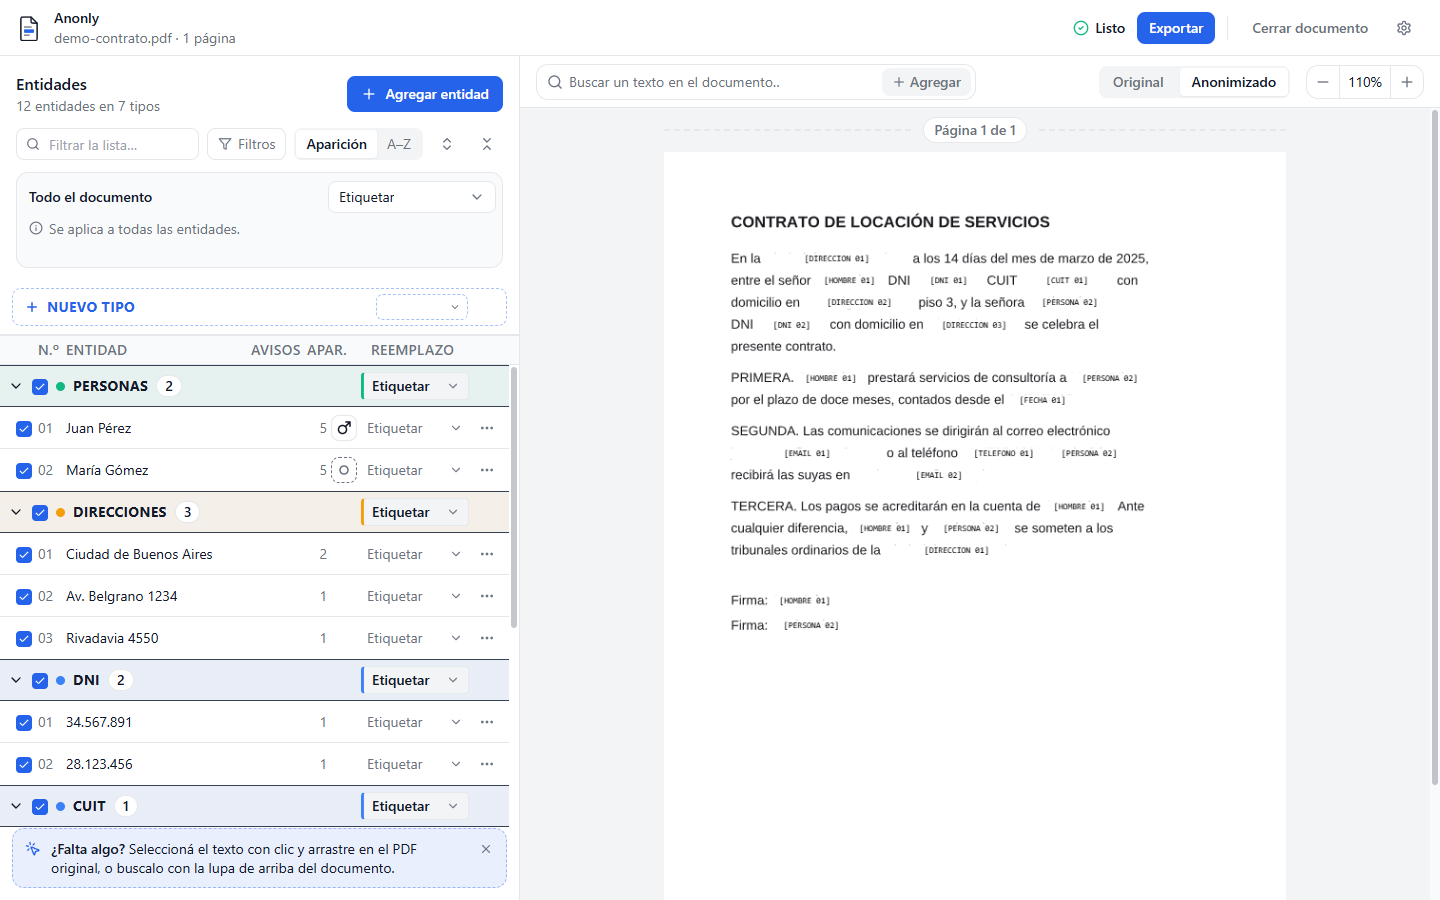 Anonly
demo-contrato.pdf · 1 página
Listo
Exportar
Cerrar documento
Entidades
12 entidades en 7 tipos
Agregar entidad
Filtrar la lista...
Filtros
Aparición
A–Z
Todo el documento
Etiquetar
Se aplica a todas las entidades.
NUEVO TIPO
N.º ENTIDAD AVISOS APAR. REEMPLAZO
PERSONAS 2 Etiquetar
01 Juan Pérez 5 Etiquetar
02 María Gómez 5 Etiquetar
DIRECCIONES 3 Etiquetar
01 Ciudad de Buenos Aires 2 Etiquetar
02 Av. Belgrano 1234 1 Etiquetar
03 Rivadavia 4550 1 Etiquetar
DNI 2 Etiquetar
01 34.567.891 1 Etiquetar
02 28.123.456 1 Etiquetar
CUIT 1 Etiquetar
¿Falta algo? Seleccioná el texto con clic y arrastre en el PDF
original, o buscalo con la lupa de arriba del documento.
Buscar un texto en el documento..
Agregar
Original
Anonimizado
110%
Página 1 de 1
CONTRATO DE LOCACIÓN DE SERVICIOS
En la [DIRECCION 01] a los 14 días del mes de marzo de 2025,
entre el señor [HOMBRE 01] DNI [DNI 01] CUIT [CUIT 01] con
domicilio en [DIRECCION 02] piso 3, y la señora [PERSONA 02]
DNI [DNI 02] con domicilio en [DIRECCION 03] se celebra el
presente contrato.
PRIMERA. [HOMBRE 01] prestará servicios de consultoría a [PERSONA 02]
por el plazo de doce meses, contados desde el [FECHA 01]
SEGUNDA. Las comunicaciones se dirigirán al correo electrónico
[EMAIL 01] o al teléfono [TELEFONO 01] [PERSONA 02]
recibirá las suyas en [EMAIL 02]
TERCERA. Los pagos se acreditarán en la cuenta de [HOMBRE 01] Ante
cualquier diferencia, [HOMBRE 01] y [PERSONA 02] se someten a los
tribunales ordinarios de la [DIRECCION 01]
Firma: [HOMBRE 01]
Firma: [PERSONA 02]